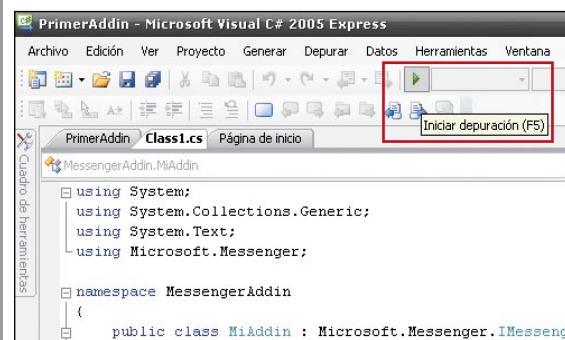 PrimerAddin - Microsoft Visual C# 2005 Express
Archivo Edición Ver Proyecto Generar Depurar Datos Herramientas Ventana
Iniciar depuración (F5)
PrimerAddin Class1.cs Página de inicio
Cuadro de herramientas
MessengerAddin.MiAddin
using System;
using System.Collections.Generic;
using System.Text;
using Microsoft.Messenger;
namespace MessengerAddin
{
public class MiAddin : Microsoft.Messenger.IMesseng